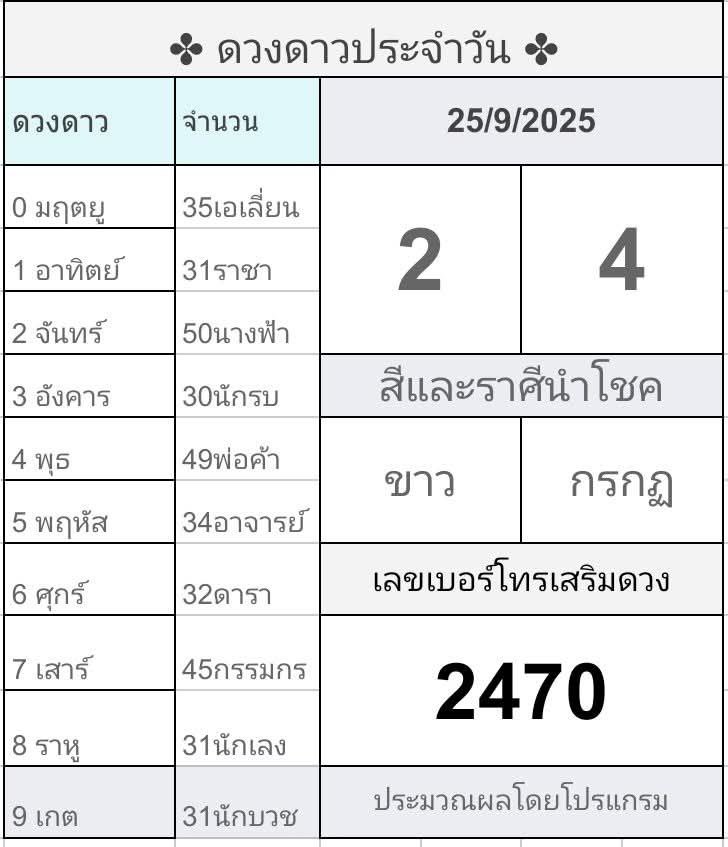 ✤ ดวงดาวประจำวัน ✤
ดวงดาว จำนวน 25/9/2025
0 มฤตยู 35เอเลี่ยน
1 อาทิตย์ 31ราชา
2 4
2 จันทร์ 50นางฟ้า
3 อังคาร 30นักรบ
สีและราศีนำโชค
4 พุธ 49พ่อค้า
ขาว กรกฏ
5 พฤหัส 34อาจารย์
6 ศุกร์ 32ดารา
เลขเบอร์โทรเสริมดวง
7 เสาร์ 45กรรมกร
2470
8 ราหู 31นักเลง
9 เกต 31นักบวช
ประมวณผลโดยโปรแกรม